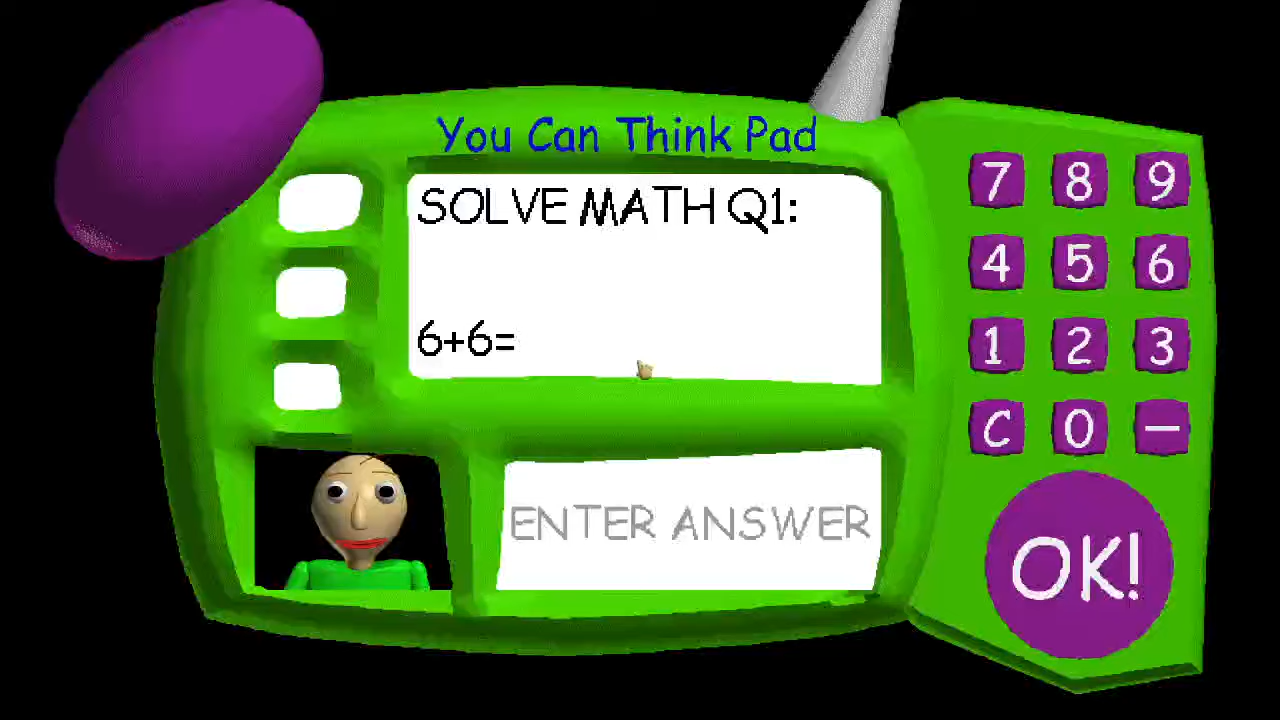 You Can Think Pad
SOLVE MATH Q1:
6+6=
ENTER ANSWER
7 8 9
4 5 6
1 2 3
C 0 —
OK!